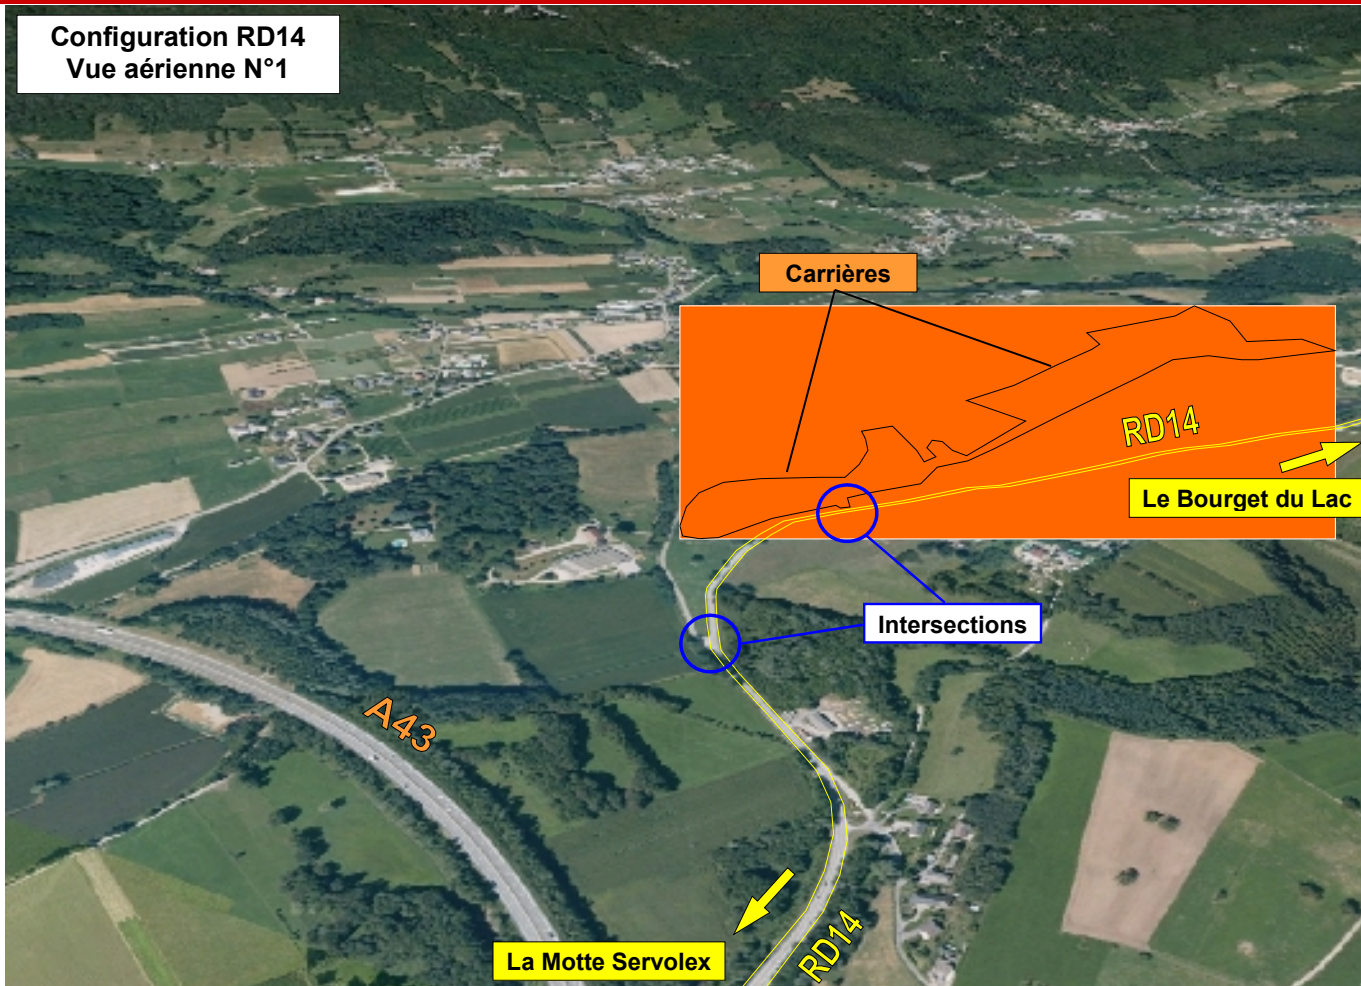 Configuration RD14
Vue aérienne N°1
Carrières
RD14
Le Bourget du Lac
Intersections
A43
La Motte Servolex
RD14